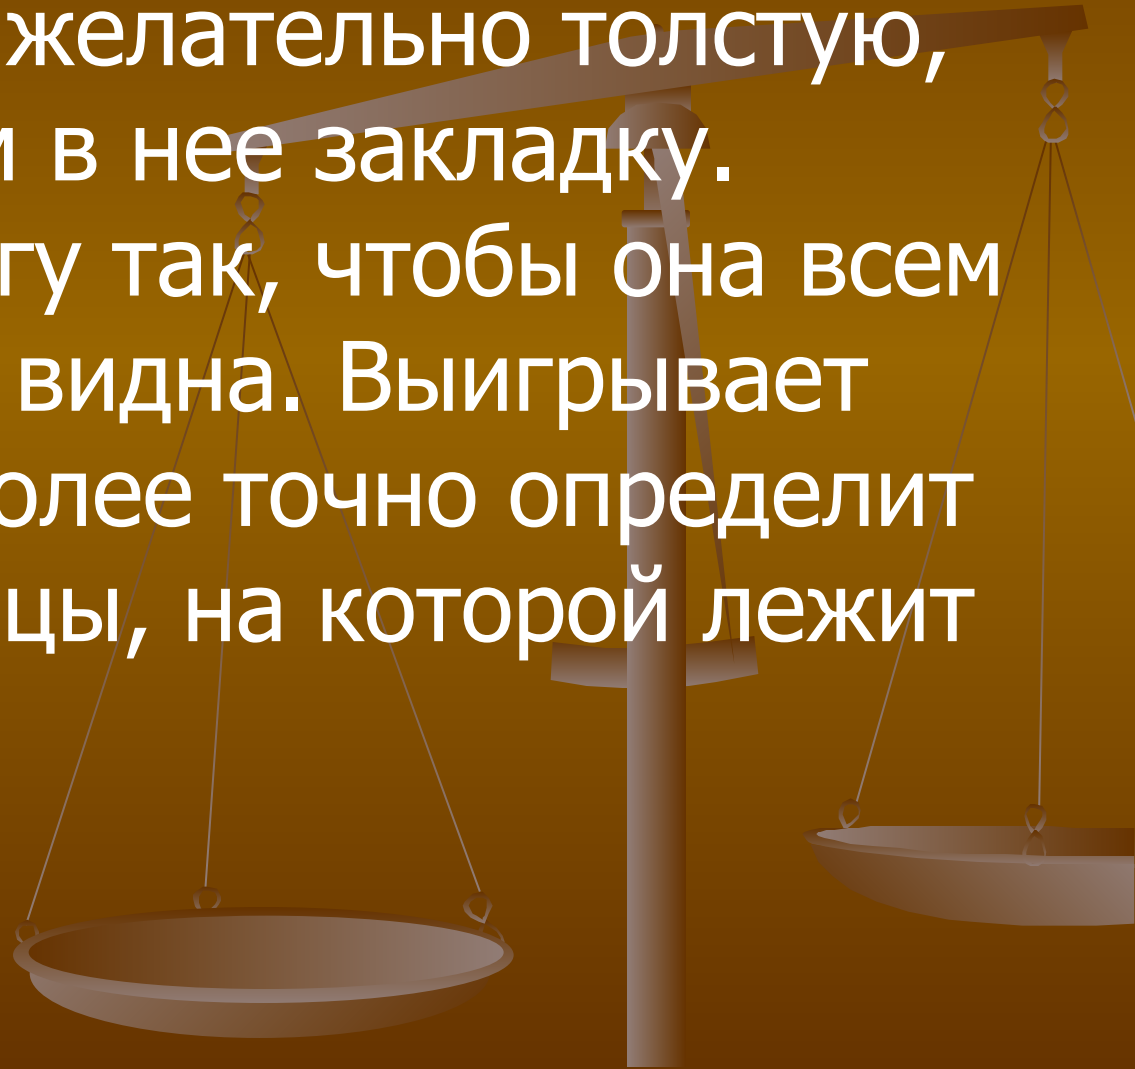 желательно толстую,
в нее закладку.
гу так, чтобы она всем
видна. Выигрывает
олее точно определит
цы, на которой лежит